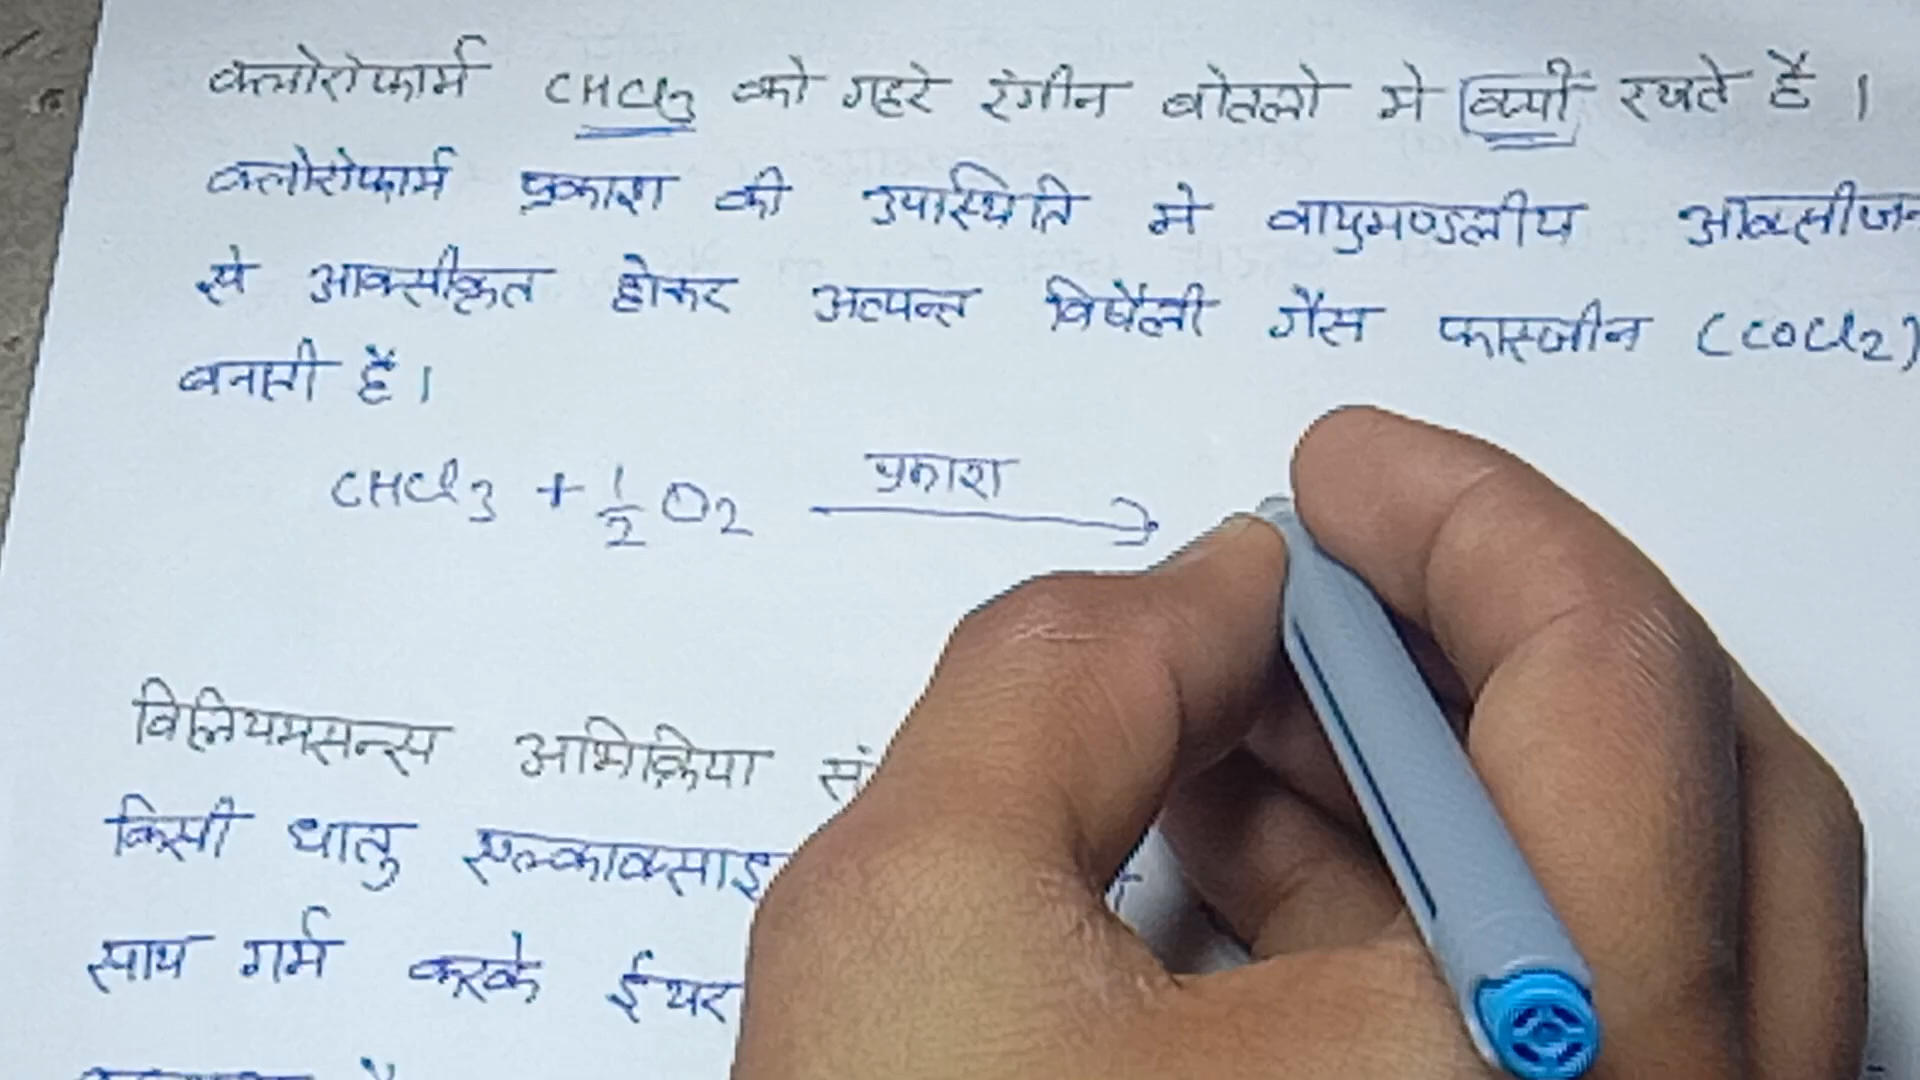 क्लोरोफार्म CHCl3 को गहरे रंगीन बोतलो मे क्यों रखते है ।
क्लोरोफार्म प्रकाश की उपस्थिति मे वायुमण्डलीय आक्सीजन
से आक्सीकृत होकर अत्यन्त विषैली गैस फास्जीन (COCl2)
बनाती है ।
प्रकाश
CHCl3 + 1/2 O2 ⟶
विलियमसन्स अभिक्रिया सं
किसी धातु एल्काक्साइ
साथ गर्म करके ईथर